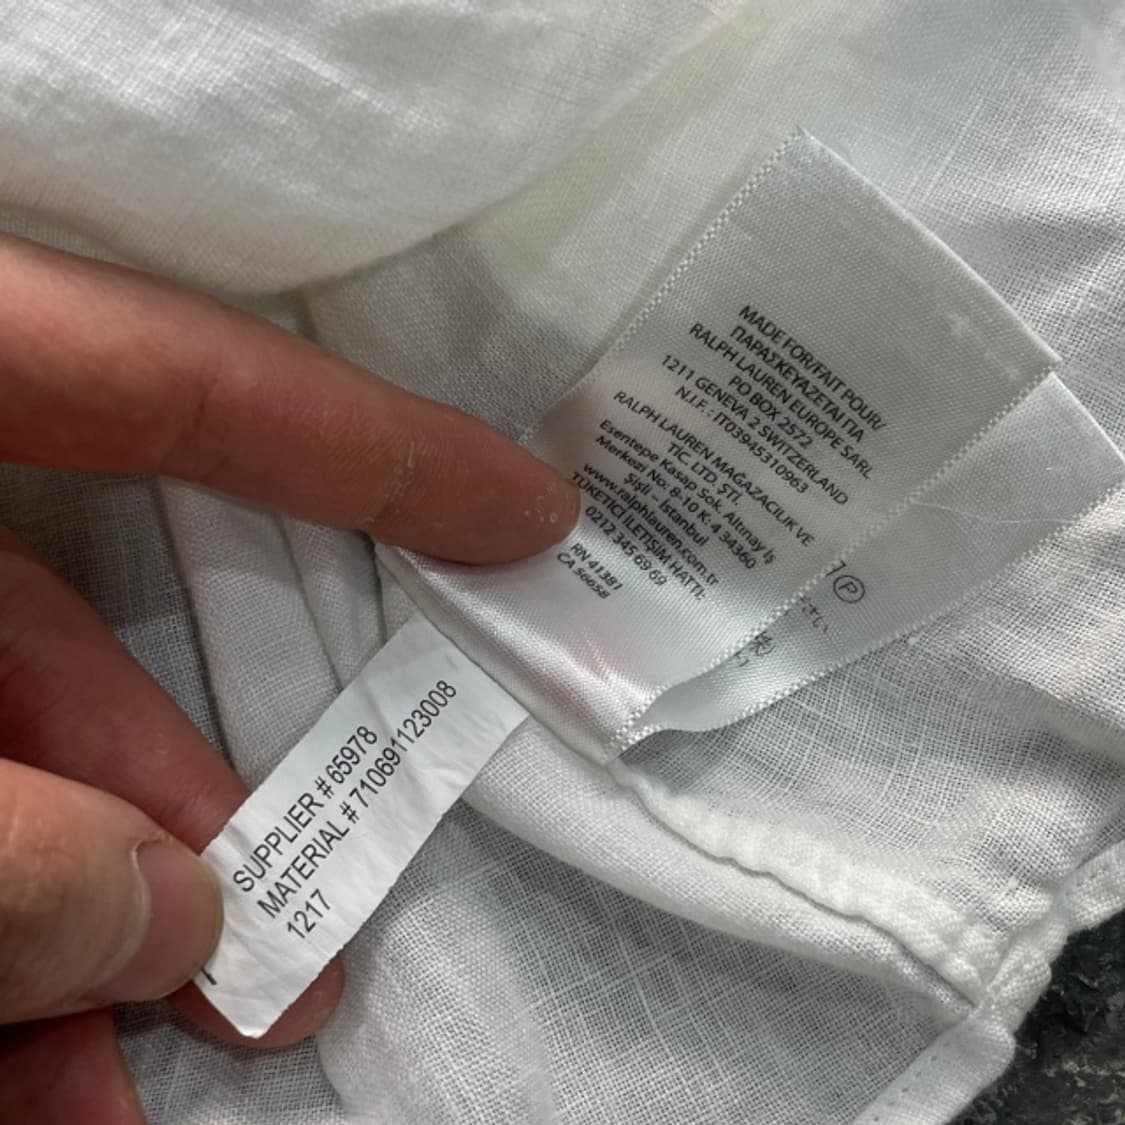 MADE FOR/FAIT POUR/
ΠΑΡΑΣΚΕΥΑΖΕΤΑΙ ΓΙΑ
RALPH LAUREN EUROPE SARL
PO BOX 2572
1211 GENEVA 2 SWITZERLAND
N.I.F. : IT03945310963
RALPH LAUREN MAĞAZACILIK VE
TİC. LTD. ŞTİ.
Esentepe Kasap Sok. Altınay İş
Merkezi No: 8-10 K: 4 34360
Şişli – İstanbul
www.ralphlauren.com.tr
TÜKETİCİ İLETİŞİM HATTI.
0212 345 69 69
RN 41381
CA 56658
P
SUPPLIER # 65978
MATERIAL # 710691123008
1217